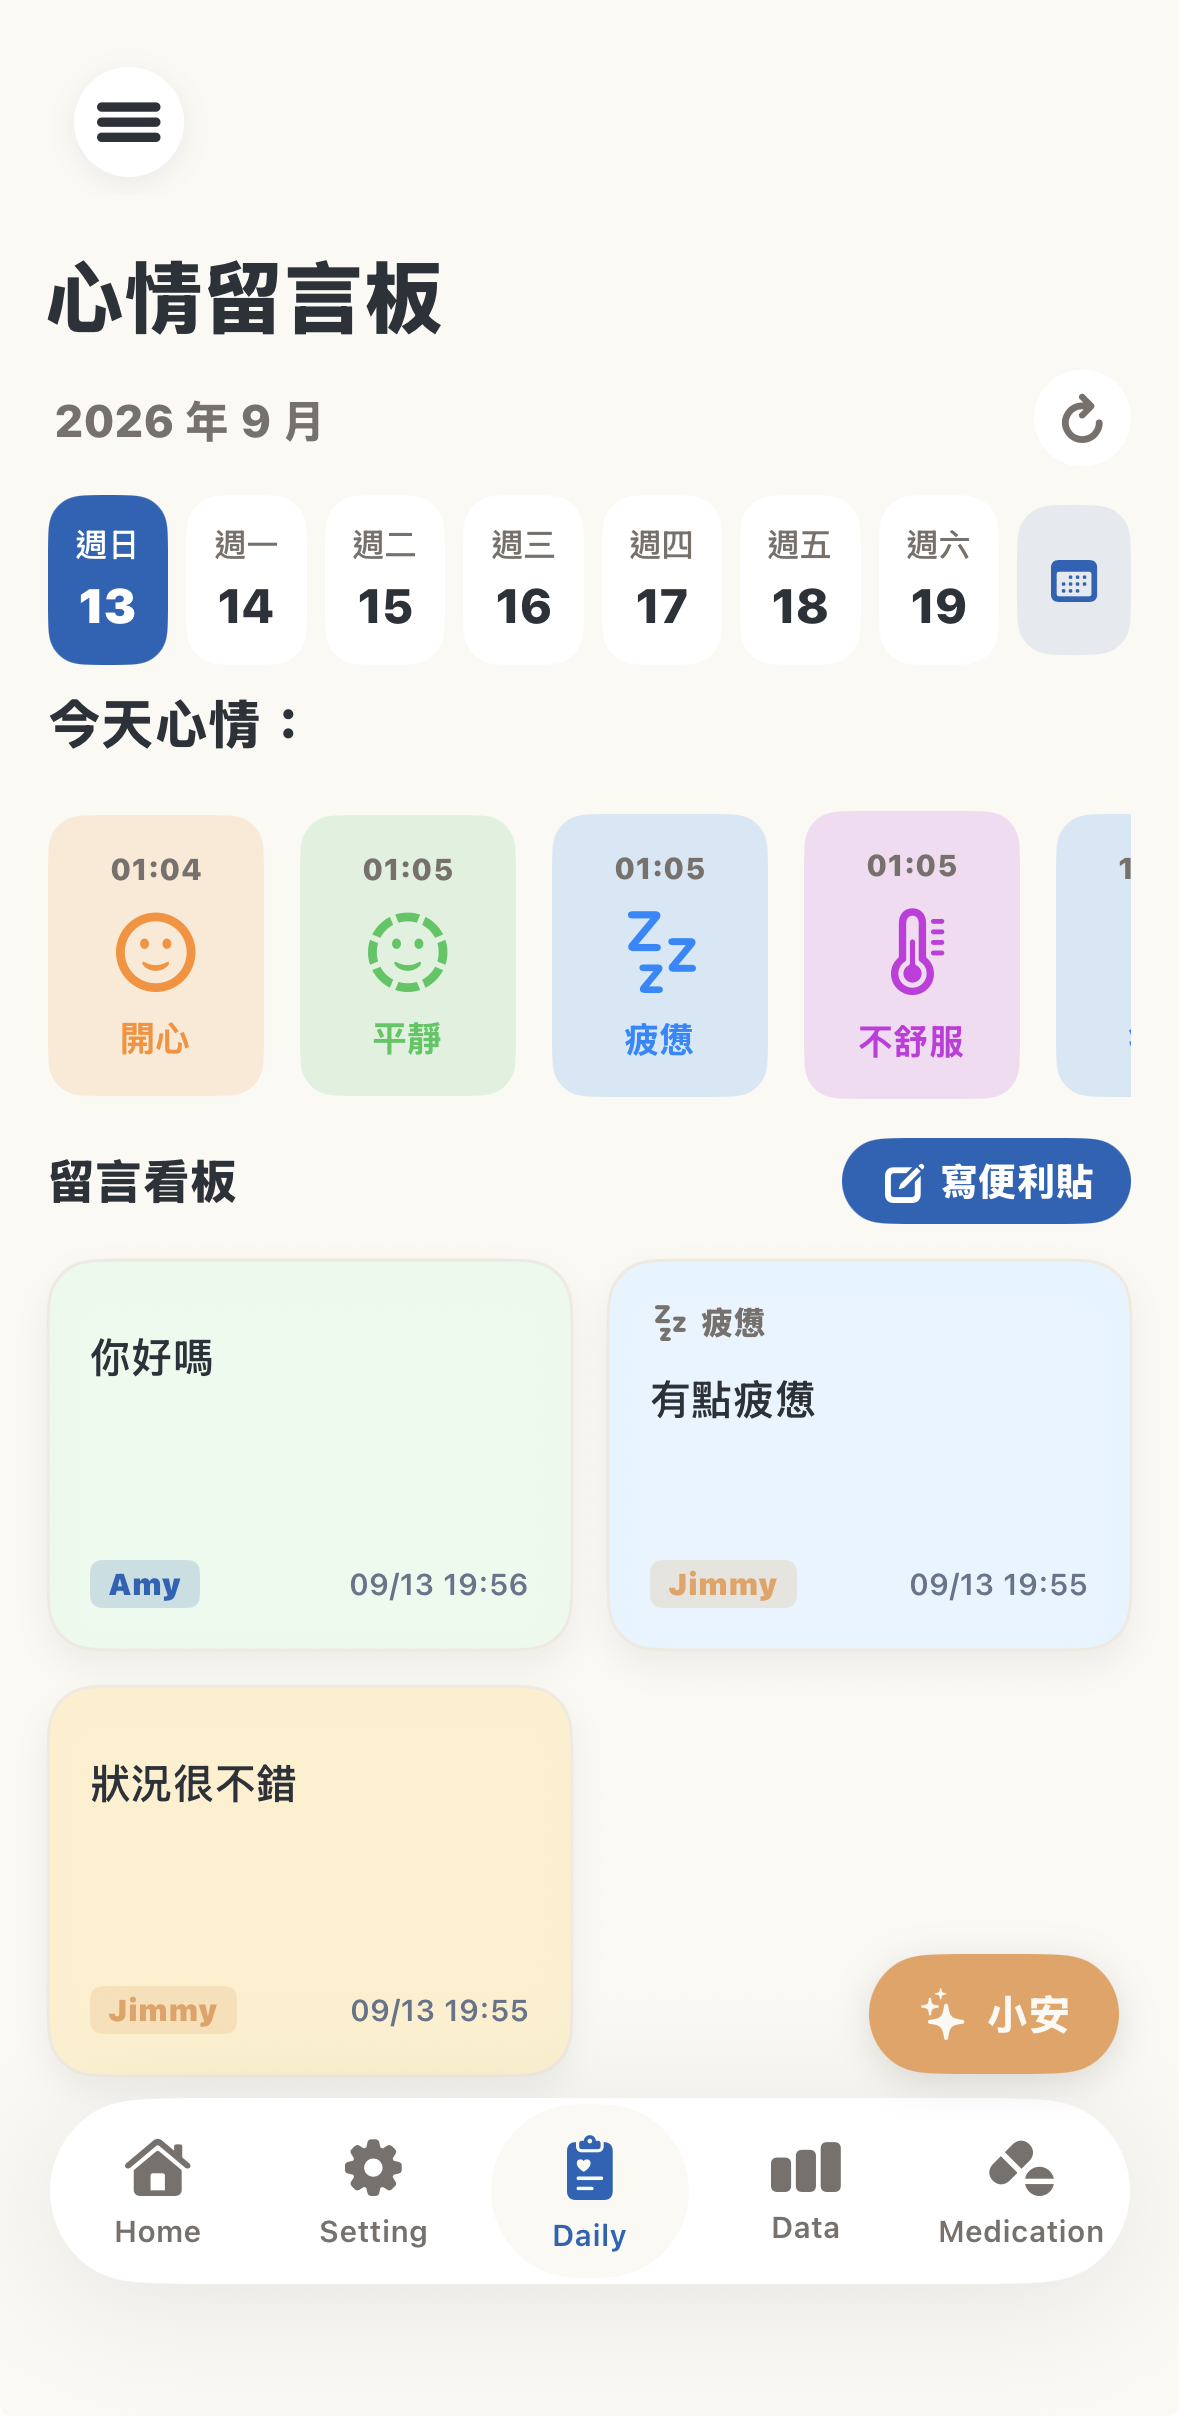 心情留言板
2026 年 9 月
週日 週一 週二 週三 週四 週五 週六
13 14 15 16 17 18 19
今天心情：
01:04 01:05 01:05 01:05
開心 平靜 疲憊 不舒服
留言看板
寫便利貼
疲憊
你好嗎
有點疲憊
Amy 09/13 19:56
Jimmy 09/13 19:55
狀況很不錯
Jimmy 09/13 19:55
小安
Home Setting Daily Data Medication